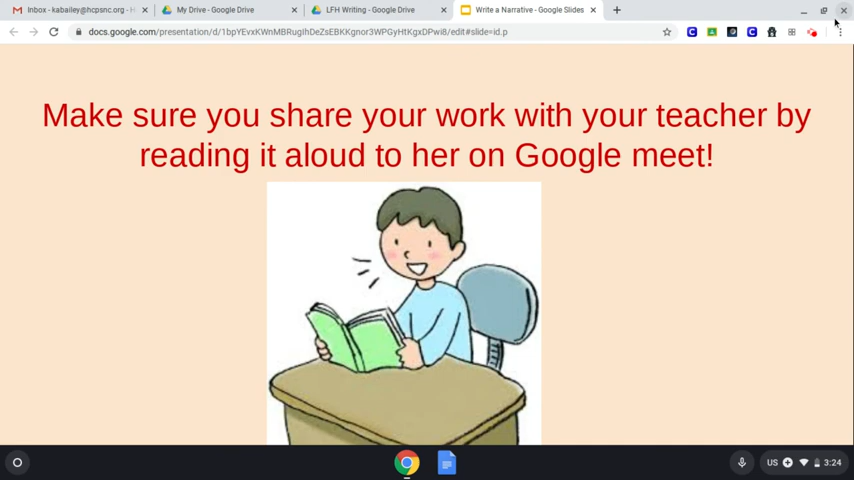 Inbox - kabailey@hcpsnc.org - H
My Drive - Google Drive
LFH Writing - Google Drive
Write a Narrative - Google Slides
docs.google.com/presentation/d/1bpYEvxKWnMBRugIhDeZsEBKKgnor3WPGyHtKgxDPwi8/edit#slide=id.p
Make sure you share your work with your teacher by
reading it aloud to her on Google meet!
US
3:24